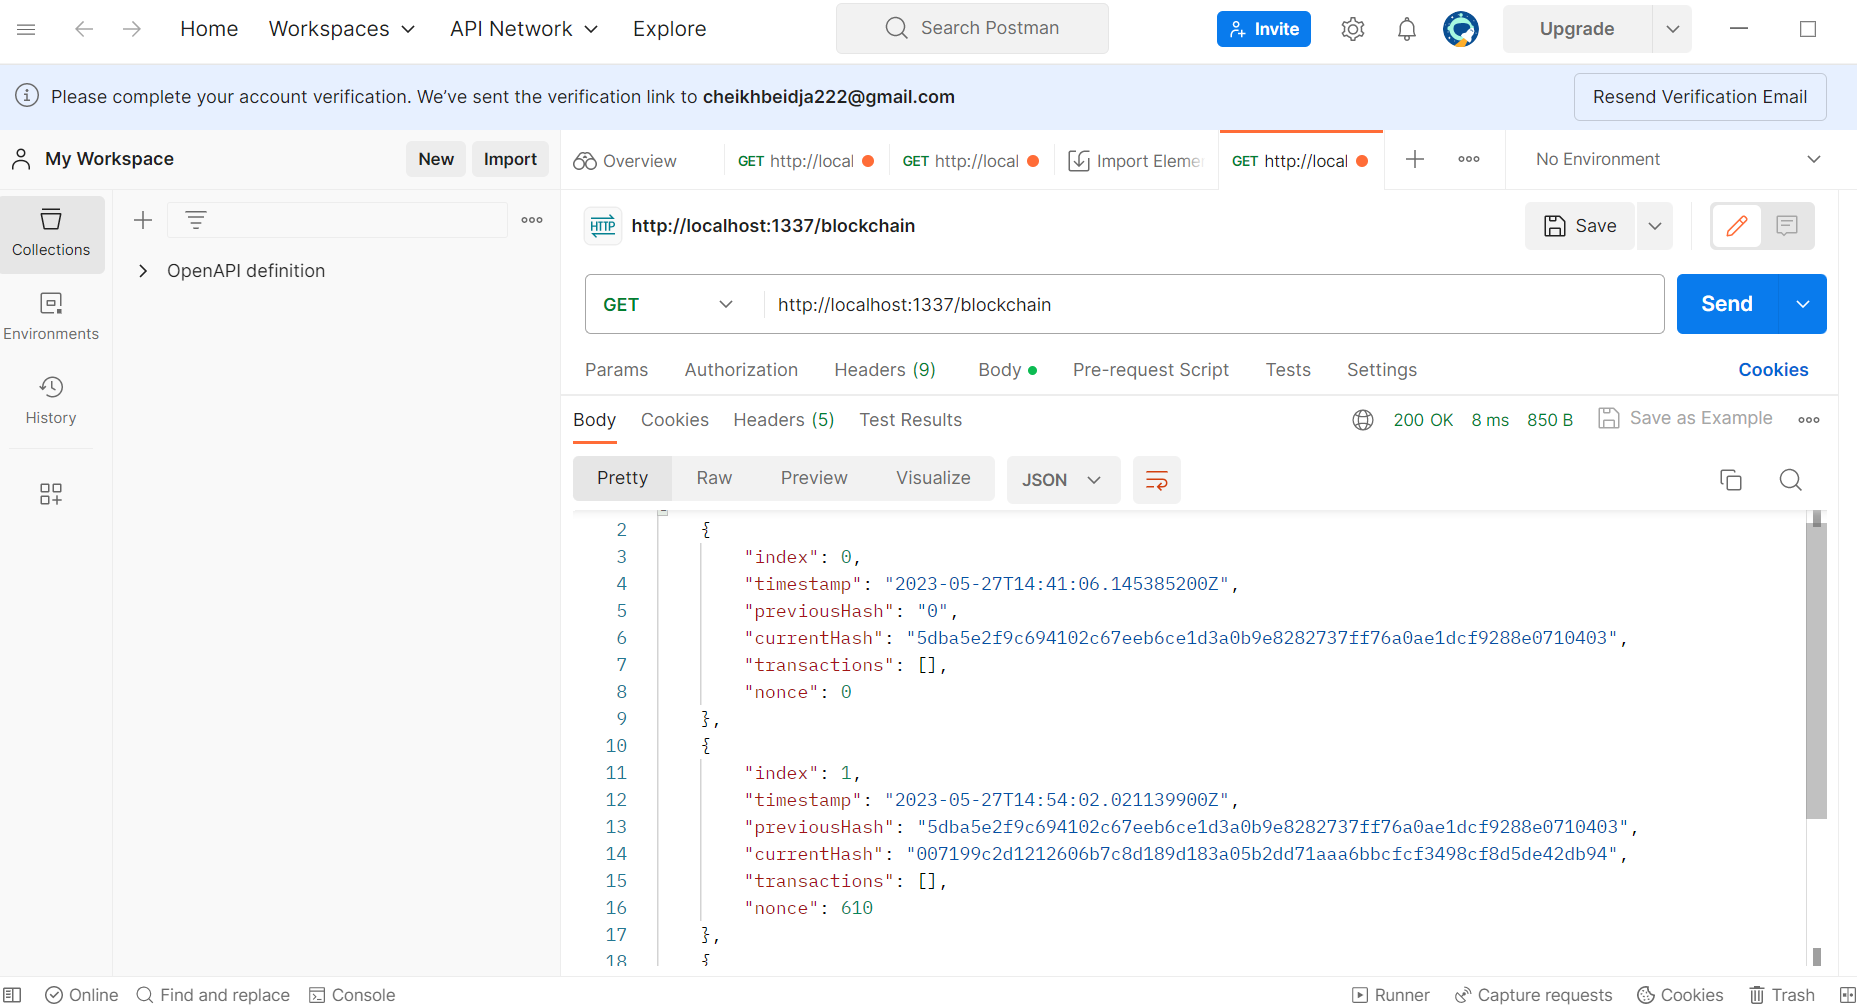 Home Workspaces API Network Explore Search Postman Invite Upgrade
Please complete your account verification. We’ve sent the verification link to cheikhbeidja222@gmail.com Resend Verification Email
My Workspace New Import Overview GET http://local GET http://local Import Eleme GET http://local No Environment
Collections
OpenAPI definition
Environments
History
HTTP http://localhost:1337/blockchain Save
GET http://localhost:1337/blockchain Send
Params Authorization Headers (9) Body Pre-request Script Tests Settings Cookies
Body Cookies Headers (5) Test Results 200 OK 8 ms 850 B Save as Example
Pretty Raw Preview Visualize JSON
2 {
3 "index": 0,
4 "timestamp": "2023-05-27T14:41:06.145385200Z",
5 "previousHash": "0",
6 "currentHash": "5dba5e2f9c694102c67eeb6ce1d3a0b9e8282737ff76a0ae1dcf9288e0710403",
7 "transactions": [],
8 "nonce": 0
9 },
10 {
11 "index": 1,
12 "timestamp": "2023-05-27T14:54:02.021139900Z",
13 "previousHash": "5dba5e2f9c694102c67eeb6ce1d3a0b9e8282737ff76a0ae1dcf9288e0710403",
14 "currentHash": "007199c2d1212606b7c8d189d183a05b2dd71aaa6bbcfcf3498cf8d5de42db94",
15 "transactions": [],
16 "nonce": 610
17 },
18 {
Online Find and replace Console Runner Capture requests Cookies Trash